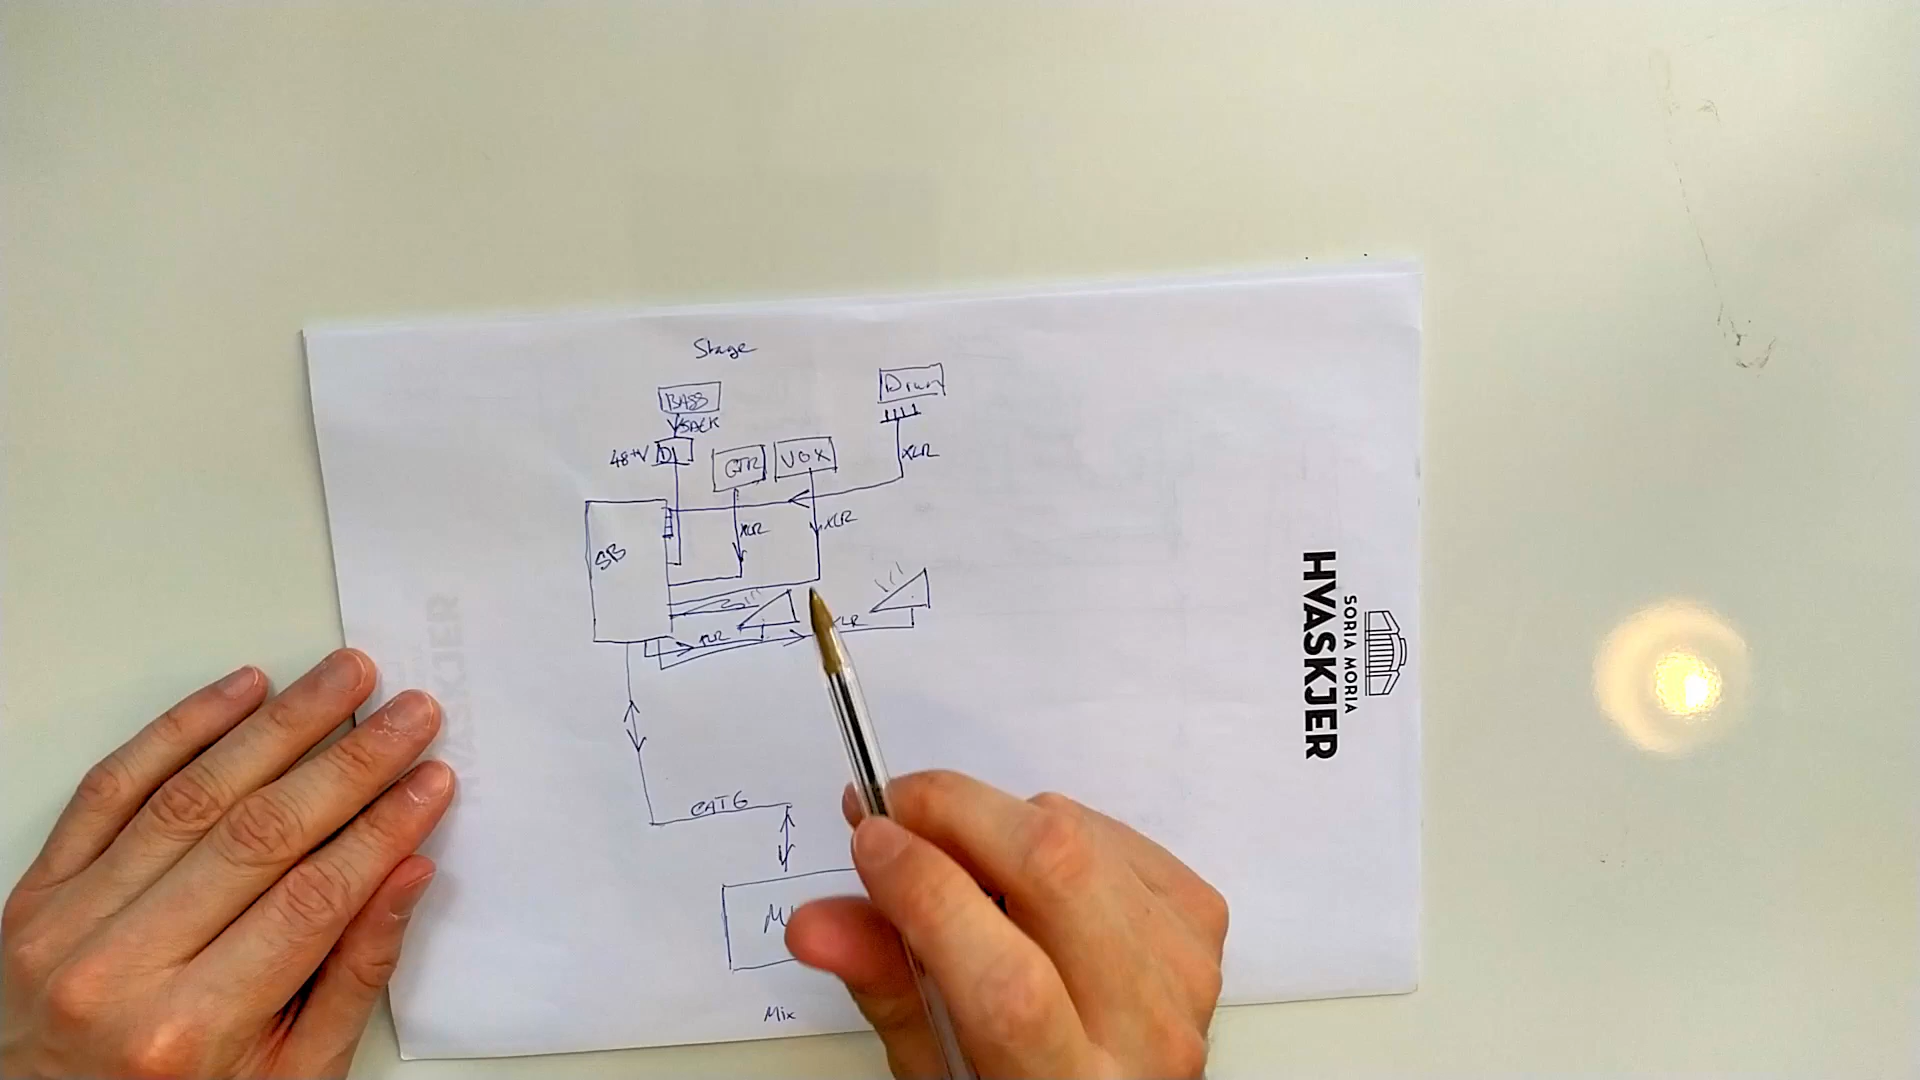 Stage
BASS
Drum
JACK
48+V
DI
GTR
VOX
XLR
XLR
XLR
SB
XLR
XLR
CAT6
Mix
HVASKJER
SORIA MORIA